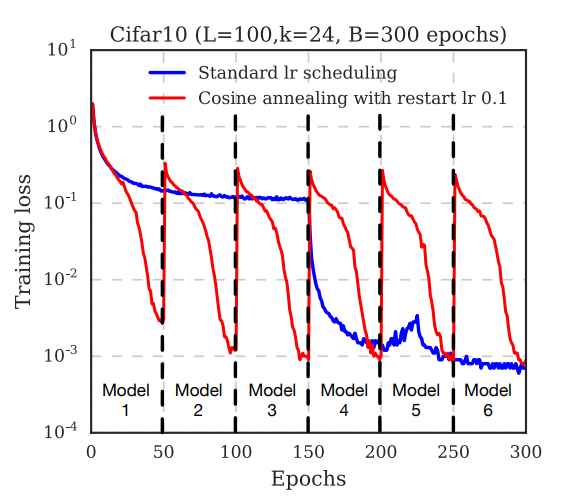 Cifar10 (L=100,k=24, B=300 epochs)
Standard lr scheduling
Cosine annealing with restart lr 0.1
Training loss
10^1
10^0
10^-1
10^-2
10^-3
10^-4
Model 1
Model 2
Model 3
Model 4
Model 5
Model 6
0 50 100 150 200 250 300
Epochs